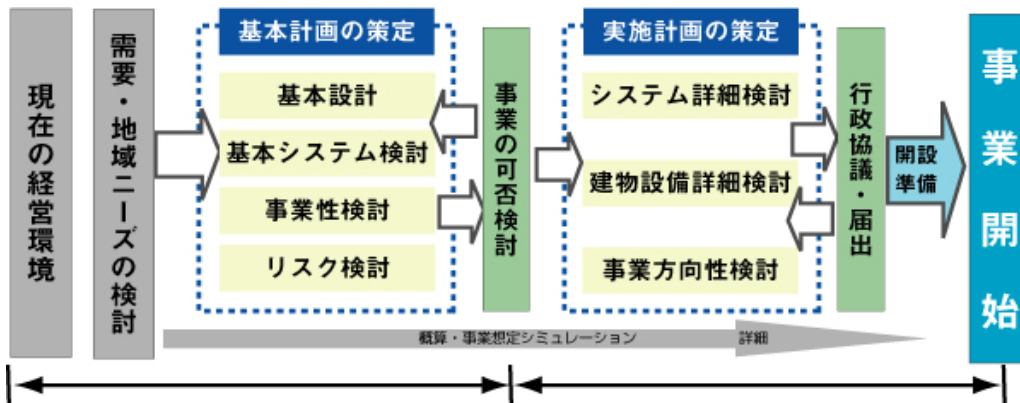 現在の経営環境
需要・地域ニーズの検討
基本計画の策定
基本設計
基本システム検討
事業性検討
リスク検討
事業の可否検討
実施計画の策定
システム詳細検討
建物設備詳細検討
事業方向性検討
行政協議・届出
開設
準備
事業開始
概算・事業想定シミュレーション
詳細